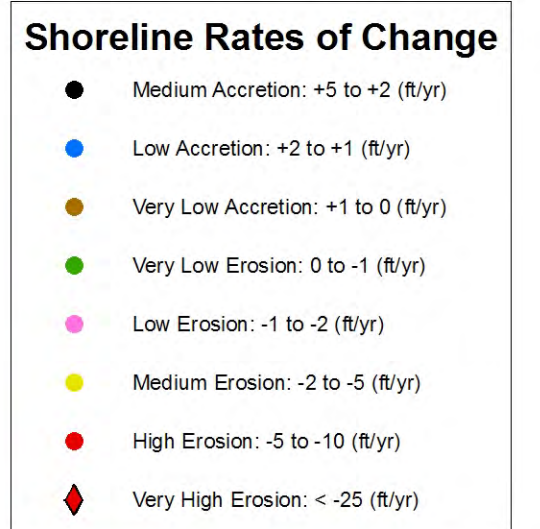 Shoreline Rates of Change
Medium Accretion: +5 to +2 (ft/yr)
Low Accretion: +2 to +1 (ft/yr)
Very Low Accretion: +1 to 0 (ft/yr)
Very Low Erosion: 0 to -1 (ft/yr)
Low Erosion: -1 to -2 (ft/yr)
Medium Erosion: -2 to -5 (ft/yr)
High Erosion: -5 to -10 (ft/yr)
Very High Erosion: < -25 (ft/yr)